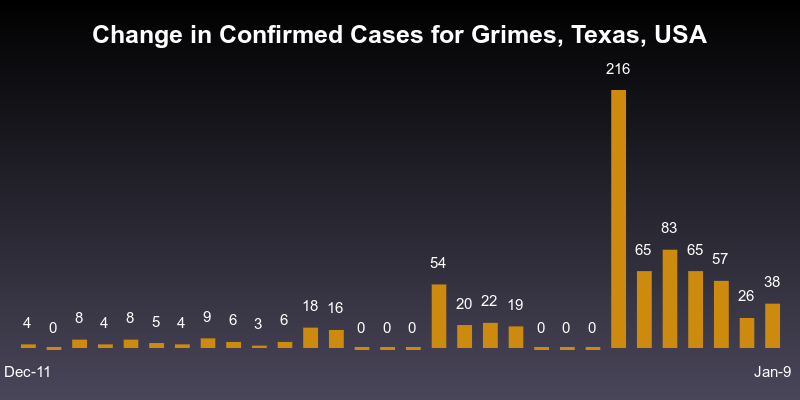 Change in Confirmed Cases for Grimes, Texas, USA
216
83
65 65
57
54
38
26
20 22 19
18 16
4 0 8 4 8 5 4 9 6 3 6 0 0 0 0 0 0
Dec-11 Jan-9